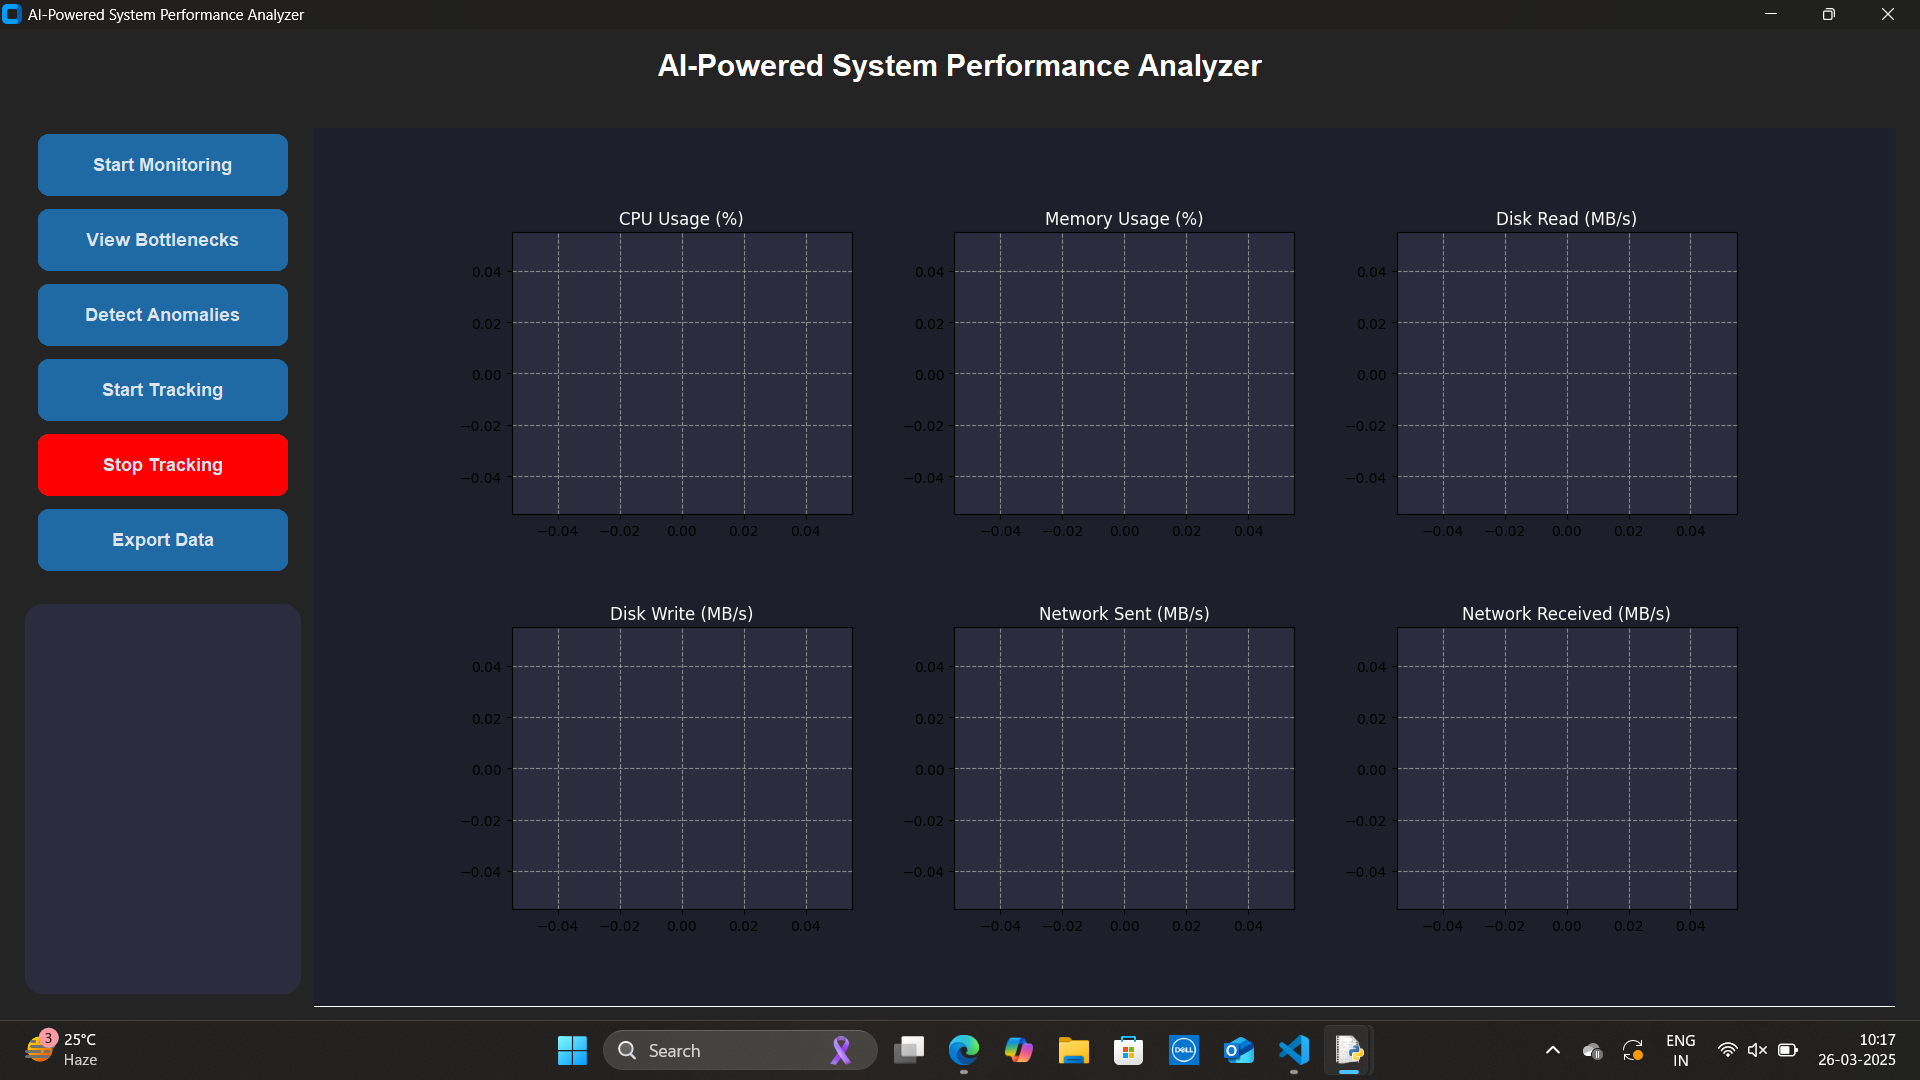 AI-Powered System Performance Analyzer
AI-Powered System Performance Analyzer
Start Monitoring
View Bottlenecks
Detect Anomalies
Start Tracking
Stop Tracking
Export Data
CPU Usage (%)
0.04
0.02
0.00
−0.02
−0.04
−0.04 −0.02 0.00 0.02 0.04
Memory Usage (%)
0.04
0.02
0.00
−0.02
−0.04
−0.04 −0.02 0.00 0.02 0.04
Disk Read (MB/s)
0.04
0.02
0.00
−0.02
−0.04
−0.04 −0.02 0.00 0.02 0.04
Disk Write (MB/s)
0.04
0.02
0.00
−0.02
−0.04
−0.04 −0.02 0.00 0.02 0.04
Network Sent (MB/s)
0.04
0.02
0.00
−0.02
−0.04
−0.04 −0.02 0.00 0.02 0.04
Network Received (MB/s)
0.04
0.02
0.00
−0.02
−0.04
−0.04 −0.02 0.00 0.02 0.04
3
25°C
Haze
Search
DELL
ENG
IN
10:17
26-03-2025